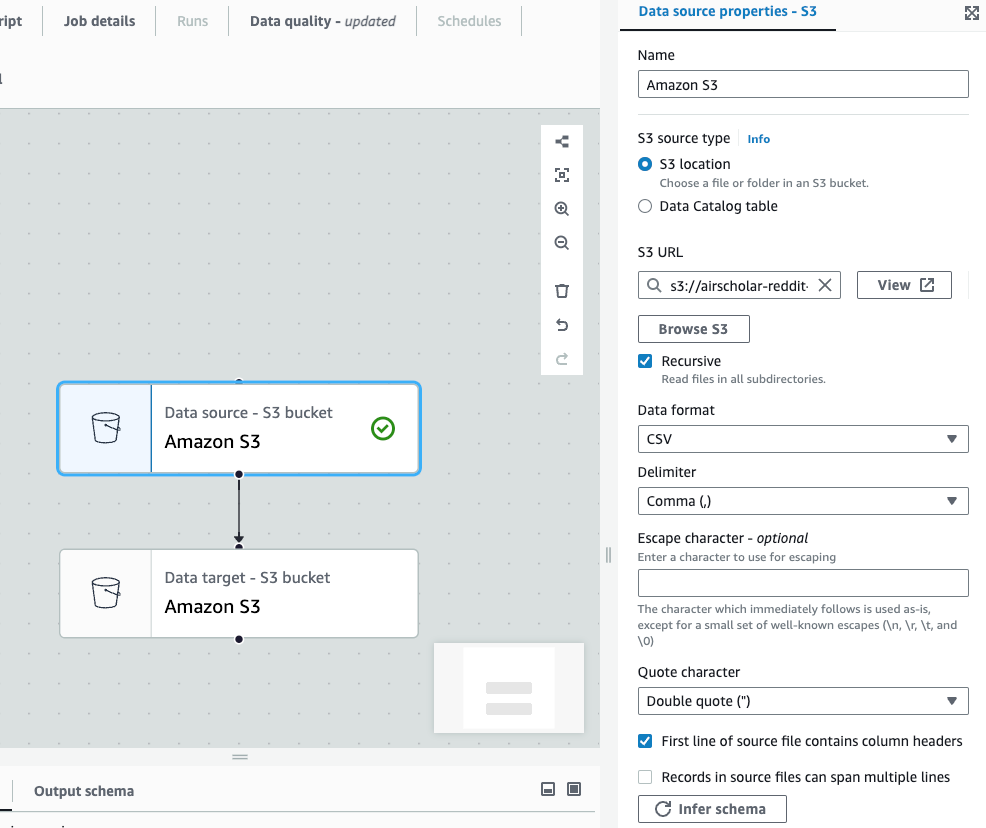 ript
Job details
Runs
Data quality - updated
Schedules
Data source - S3 bucket
Amazon S3
Data target - S3 bucket
Amazon S3
Output schema
Data source properties - S3
Name
Amazon S3
S3 source type
Info
S3 location
Choose a file or folder in an S3 bucket.
Data Catalog table
S3 URL
s3://airscholar-reddit-
View
Browse S3
Recursive
Read files in all subdirectories.
Data format
CSV
Delimiter
Comma (,)
Escape character - optional
Enter a character to use for escaping
The character which immediately follows is used as-is,
except for a small set of well-known escapes (\n, \r, \t, and
\0)
Quote character
Double quote (")
First line of source file contains column headers
Records in source files can span multiple lines
Infer schema